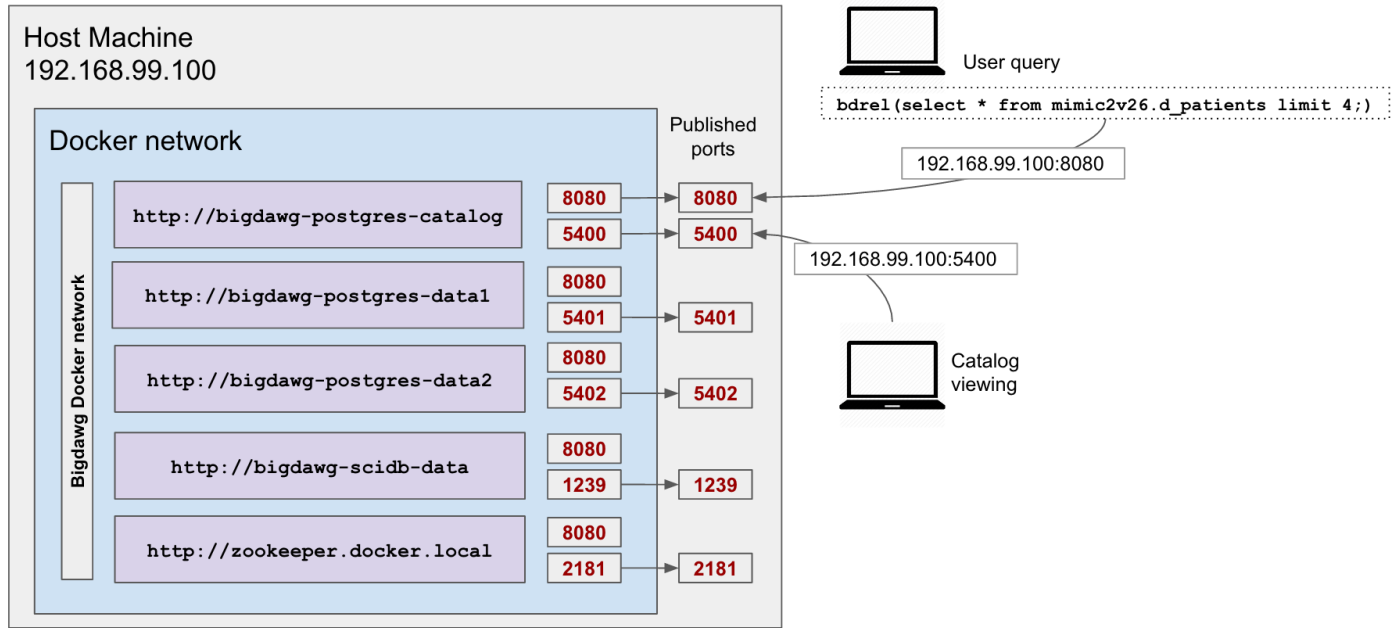 Host Machine
192.168.99.100
Docker network
Published
ports
Bigdawg Docker network
http://bigdawg-postgres-catalog
8080
8080
5400
5400
http://bigdawg-postgres-data1
8080
5401
5401
http://bigdawg-postgres-data2
8080
5402
5402
http://bigdawg-scidb-data
8080
1239
1239
http://zookeeper.docker.local
8080
2181
2181
User query
bdrel(select * from mimic2v26.d_patients limit 4;)
192.168.99.100:8080
192.168.99.100:5400
Catalog
viewing